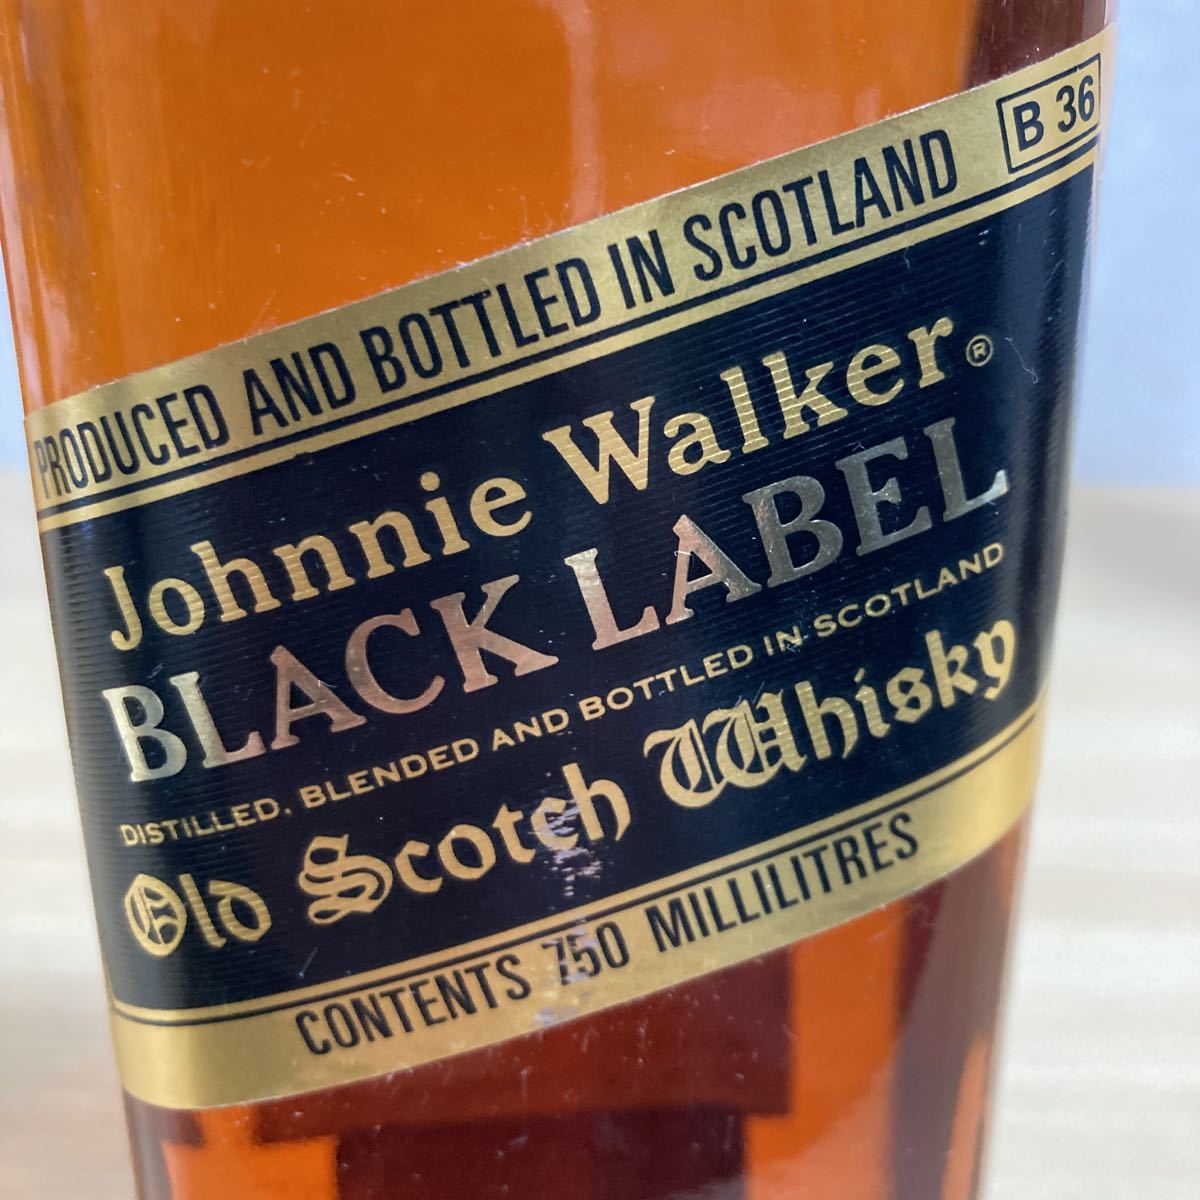 B 36
PRODUCED AND BOTTLED IN SCOTLAND
Johnnie Walker®
BLACK LABEL
DISTILLED, BLENDED AND BOTTLED IN SCOTLAND
Old Scotch Whisky
CONTENTS 750 MILLILITRES